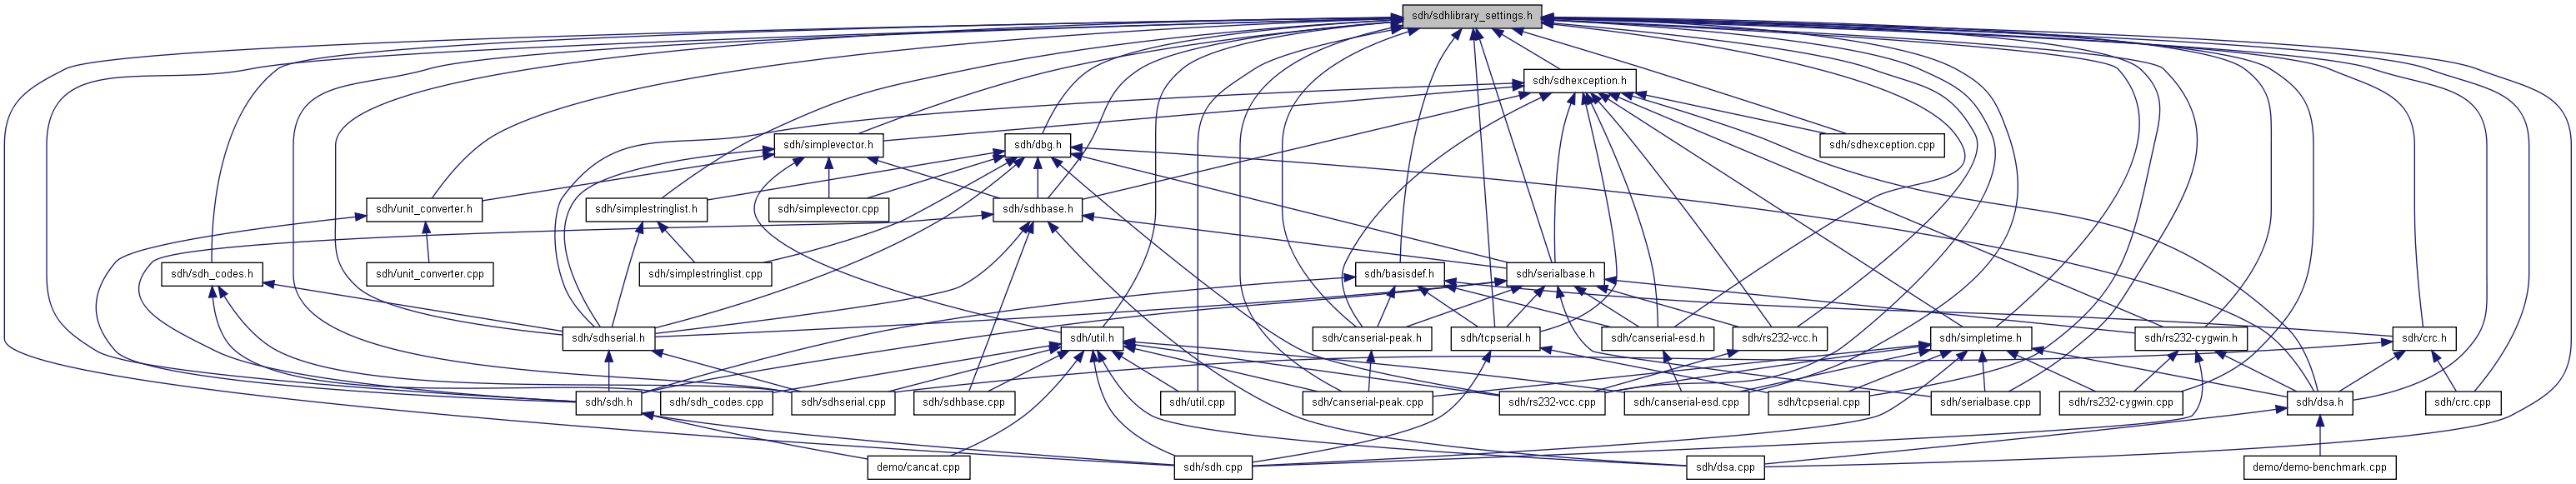 sdh/sdhlibrary_settings.h
sdh/sdhexception.h
sdh/simplevector.h
sdh/dbg.h
sdh/sdhexception.cpp
sdh/unit_converter.h
sdh/simplestringlist.h
sdh/simplevector.cpp
sdh/sdhbase.h
sdh/sdh_codes.h
sdh/unit_converter.cpp
sdh/simplestringlist.cpp
sdh/basisdef.h
sdh/serialbase.h
sdh/sdhserial.h
sdh/util.h
sdh/canserial-peak.h
sdh/tcpserial.h
sdh/canserial-esd.h
sdh/rs232-vcc.h
sdh/simpletime.h
sdh/rs232-cygwin.h
sdh/crc.h
sdh/sdh.h
sdh/sdh_codes.cpp
sdh/sdhserial.cpp
sdh/sdhbase.cpp
sdh/util.cpp
sdh/canserial-peak.cpp
sdh/rs232-vcc.cpp
sdh/canserial-esd.cpp
sdh/tcpserial.cpp
sdh/serialbase.cpp
sdh/rs232-cygwin.cpp
sdh/dsa.h
sdh/crc.cpp
demo/cancat.cpp
sdh/sdh.cpp
sdh/dsa.cpp
demo/demo-benchmark.cpp